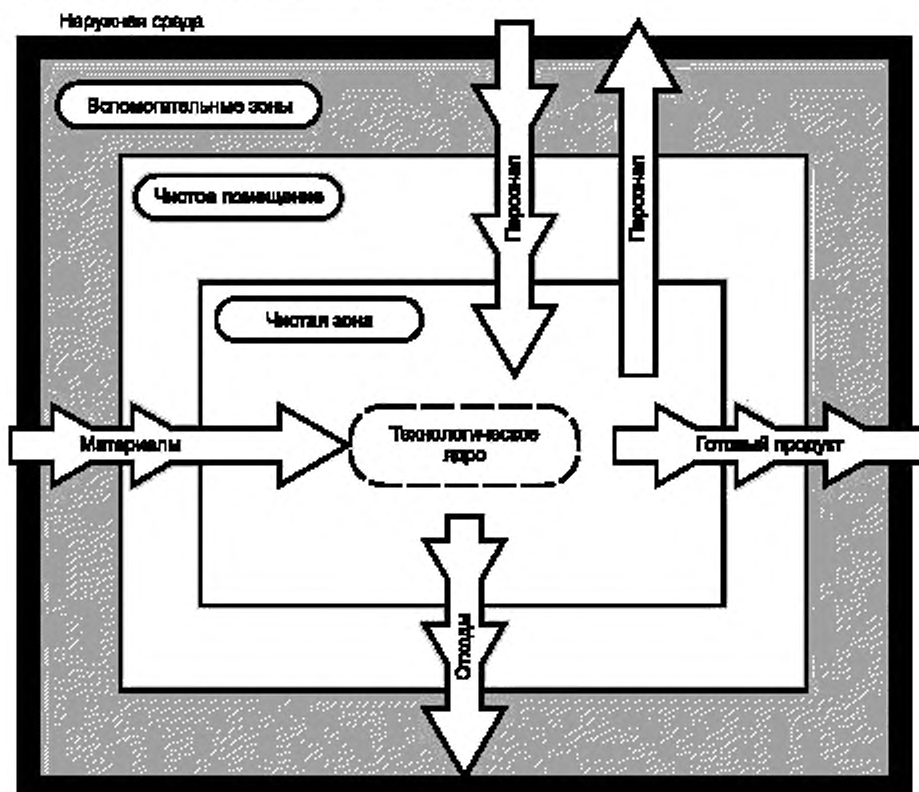 Наружная среда
Вспомогательные зоны
Чистое помещение
Чистая зона
Персонал
Персонал
Материалы
Технологическое
ядро
Готовый продукт
Отходы